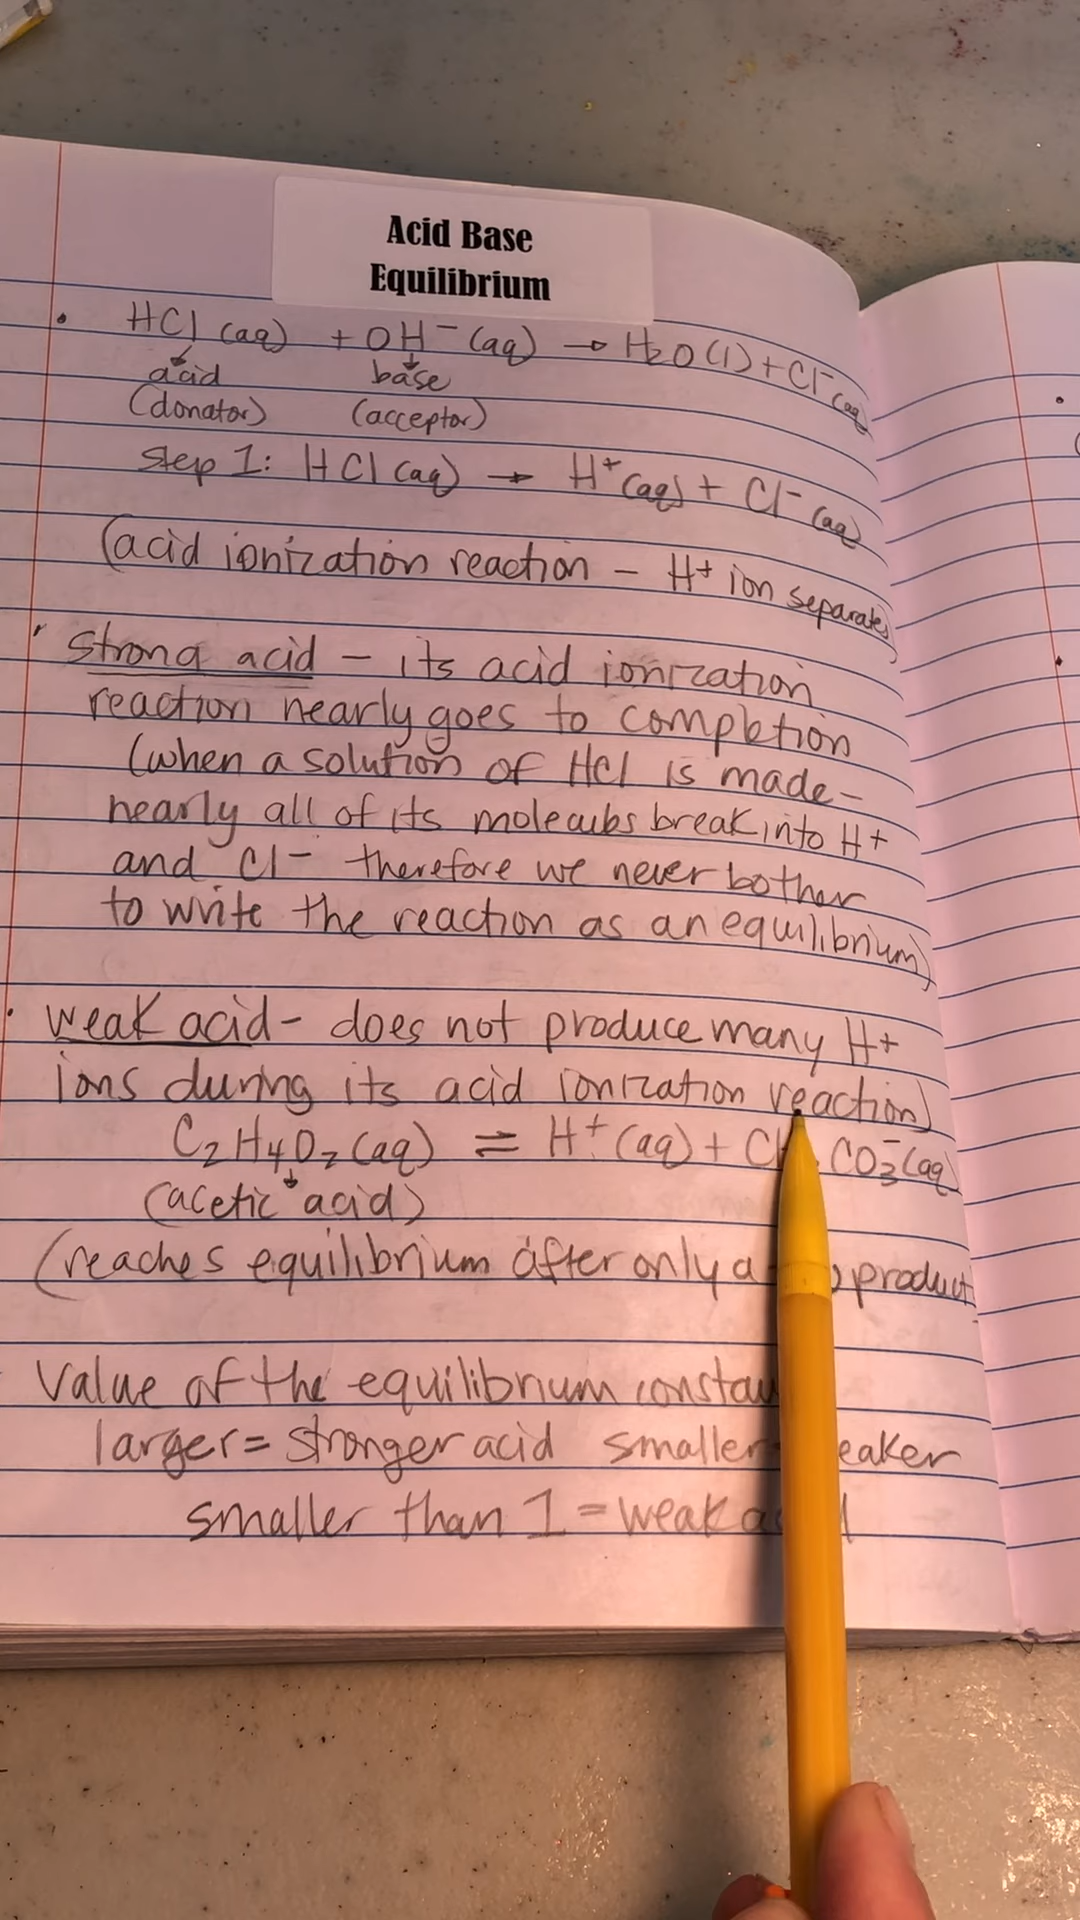 Acid Base
Equilibrium
• HCl (aq) + OH⁻ (aq) → H₂O (l) + Cl⁻ (aq)
acid base
(donator) (acceptor)
Step 1: HCl (aq) → H⁺ (aq) + Cl⁻ (aq)
(acid ionization reaction – H⁺ ion separates
• strong acid – its acid ionization
reaction nearly goes to completion
(when a solution of HCl is made –
nearly all of its molecules break into H+
and Cl– therefore we never bother
to write the reaction as an equilibrium)
• weak acid – does not produce many H+
ions during its acid ionization reaction)
C₂H₄O₂ (aq) ⇌ H⁺ (aq) + CO₃⁻ (aq)
(acetic acid)
(reaches equilibrium after only a product
Value of the equilibrium
larger = stronger acid smaller
smaller than 1 = weak